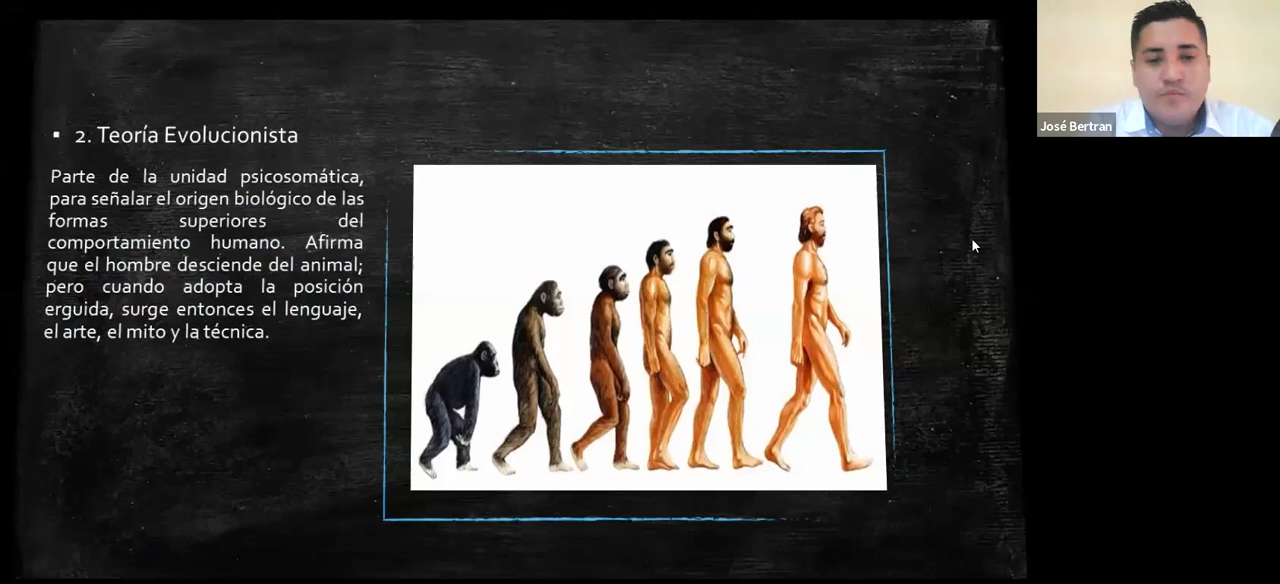 ▪ 2. Teoría Evolucionista
Parte de la unidad psicosomática,
para señalar el origen biológico de las
formas superiores del
comportamiento humano. Afirma
que el hombre desciende del animal;
pero cuando adopta la posición
erguida, surge entonces el lenguaje,
el arte, el mito y la técnica.
José Bertran